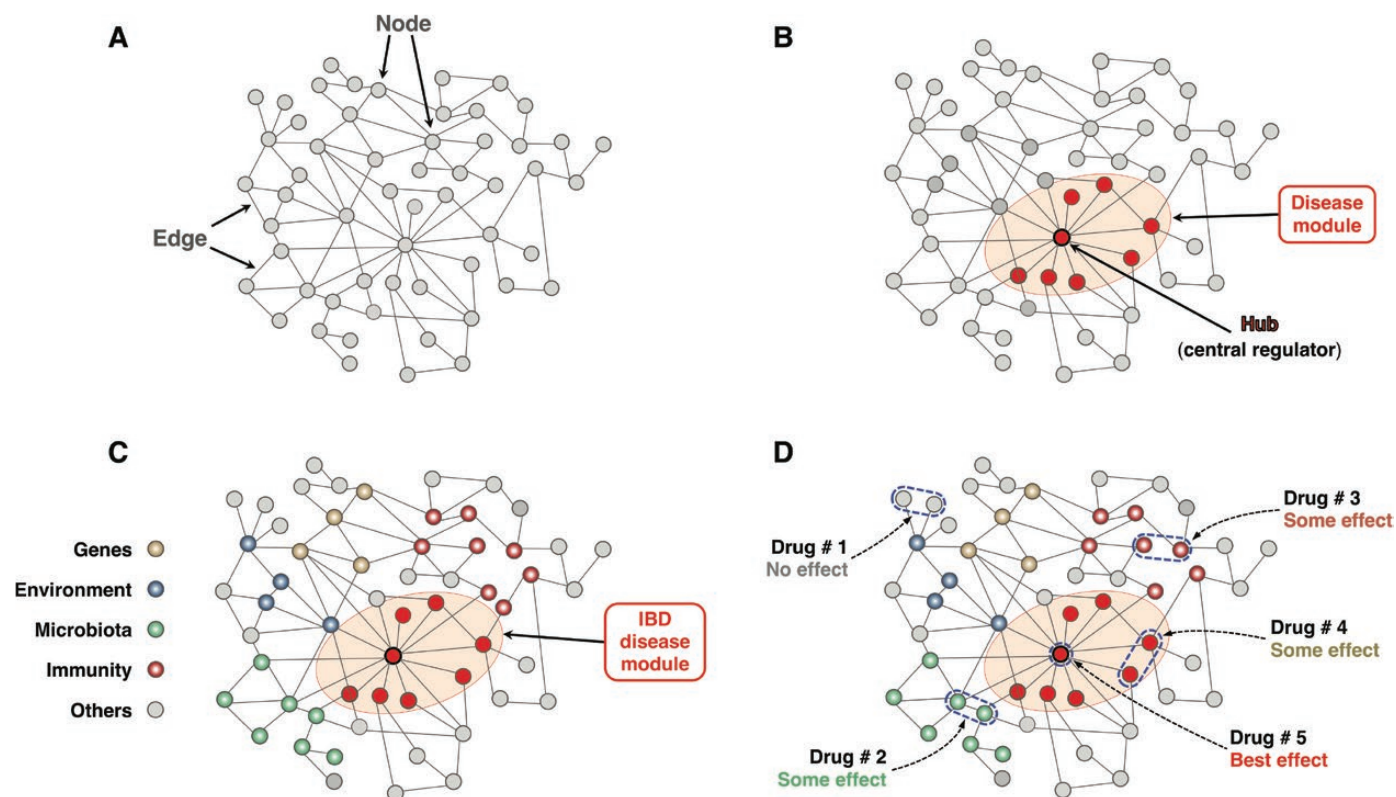 A
Node
Edge
B
Disease
module
Hub
(central regulator)
C
Genes
Environment
Microbiota
Immunity
Others
IBD
disease
module
D
Drug # 1
No effect
Drug # 2
Some effect
Drug # 3
Some effect
Drug # 4
Some effect
Drug # 5
Best effect